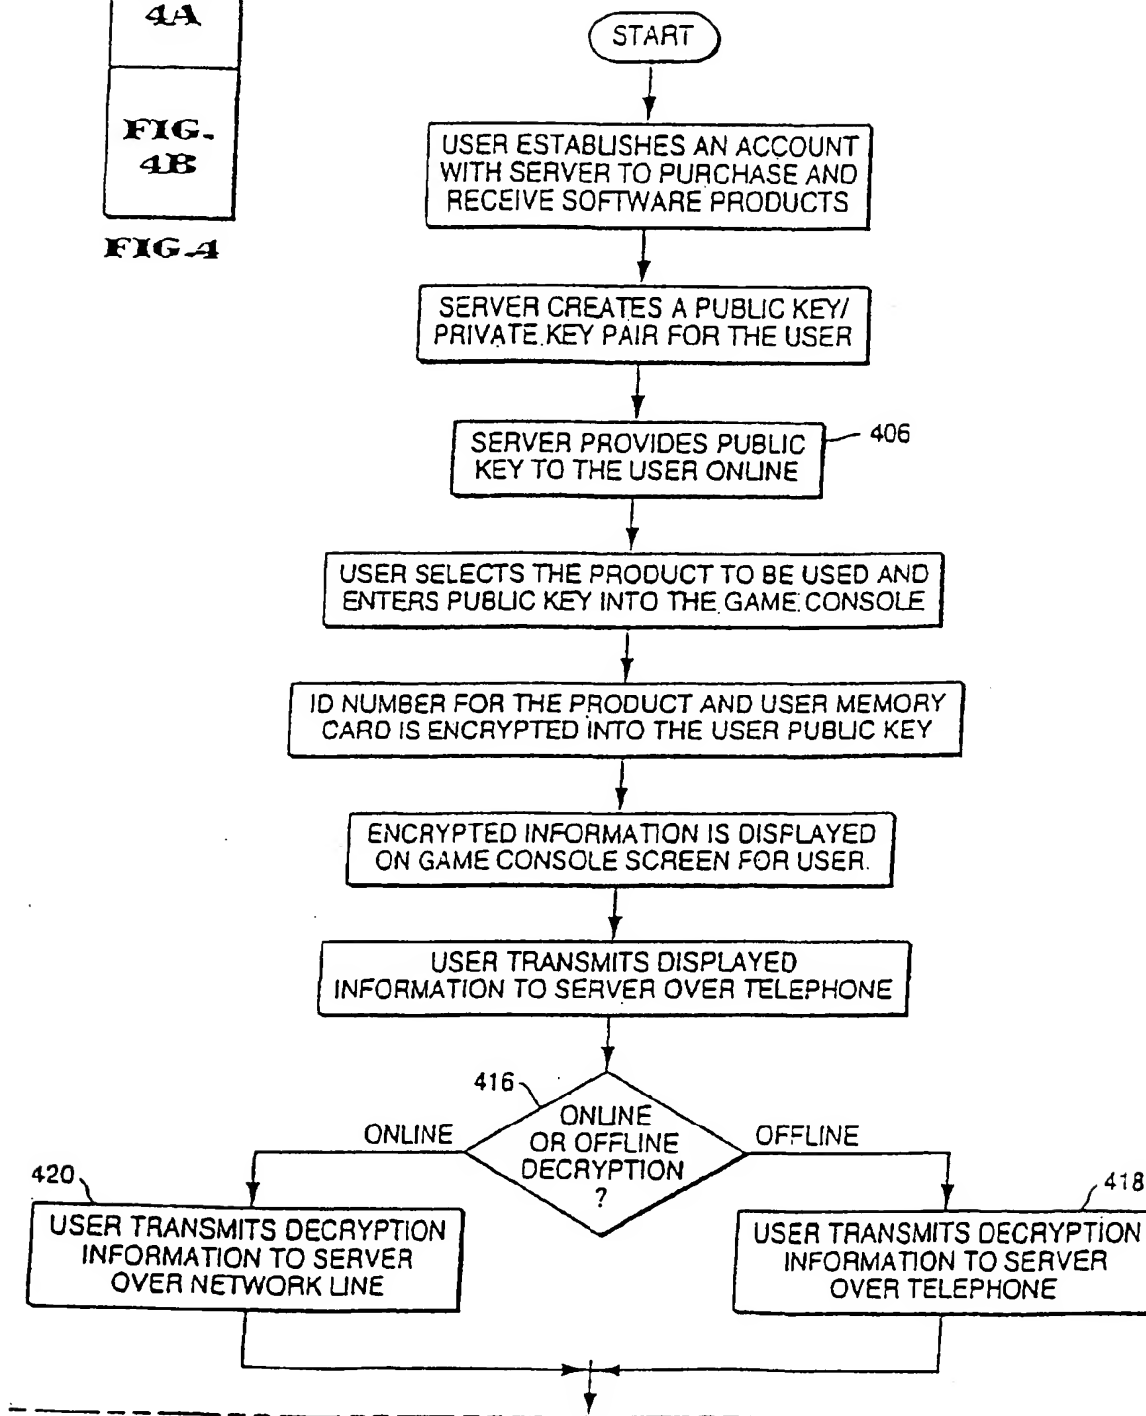 4A
FIG.
4B
FIG.4
START
USER ESTABLISHES AN ACCOUNT
WITH SERVER TO PURCHASE AND
RECEIVE SOFTWARE PRODUCTS
SERVER CREATES A PUBLIC KEY/
PRIVATE KEY PAIR FOR THE USER
SERVER PROVIDES PUBLIC
KEY TO THE USER ONLINE
406
USER SELECTS THE PRODUCT TO BE USED AND
ENTERS PUBLIC KEY INTO THE GAME CONSOLE
ID NUMBER FOR THE PRODUCT AND USER MEMORY
CARD IS ENCRYPTED INTO THE USER PUBLIC KEY
ENCRYPTED INFORMATION IS DISPLAYED
ON GAME CONSOLE SCREEN FOR USER.
USER TRANSMITS DISPLAYED
INFORMATION TO SERVER OVER TELEPHONE
416
ONLINE
OR OFFLINE
DECRYPTION
?
ONLINE
OFFLINE
420
USER TRANSMITS DECRYPTION
INFORMATION TO SERVER
OVER NETWORK LINE
418
USER TRANSMITS DECRYPTION
INFORMATION TO SERVER
OVER TELEPHONE